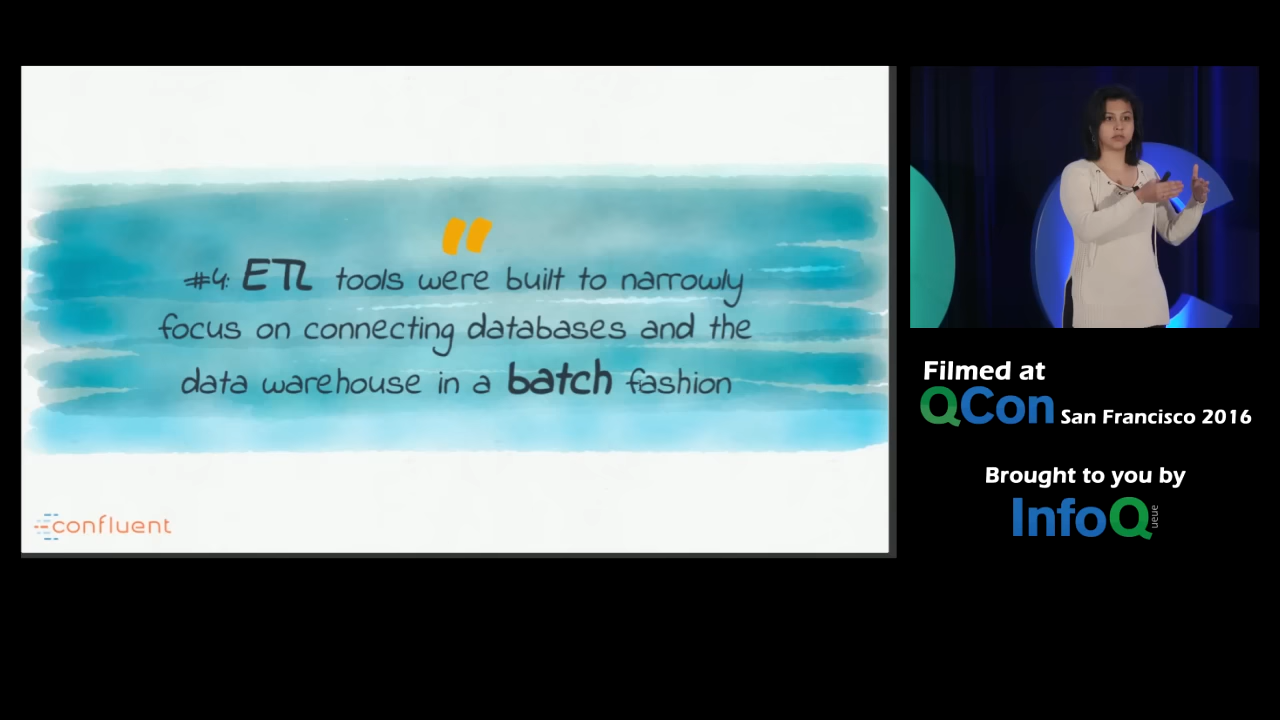 #4: ETL tools were built to narrowly
focus on connecting databases and the
data warehouse in a batch fashion
confluent
Filmed at
QCon San Francisco 2016
Brought to you by
InfoQ
ueue